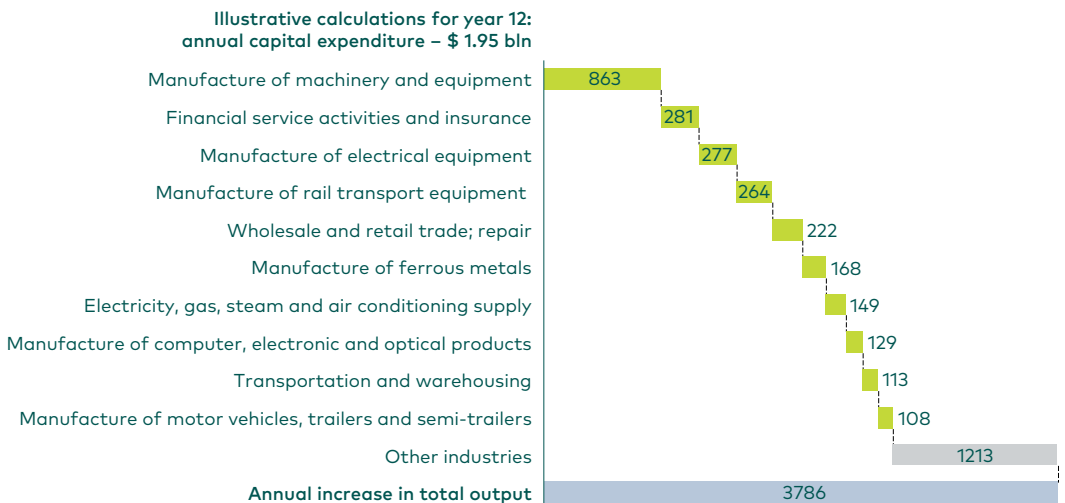 Illustrative calculations for year 12:
annual capital expenditure – $ 1.95 bln
Manufacture of machinery and equipment 863
Financial service activities and insurance 281
Manufacture of electrical equipment 277
Manufacture of rail transport equipment 264
Wholesale and retail trade; repair 222
Manufacture of ferrous metals 168
Electricity, gas, steam and air conditioning supply 149
Manufacture of computer, electronic and optical products 129
Transportation and warehousing 113
Manufacture of motor vehicles, trailers and semi-trailers 108
Other industries 1213
Annual increase in total output 3786